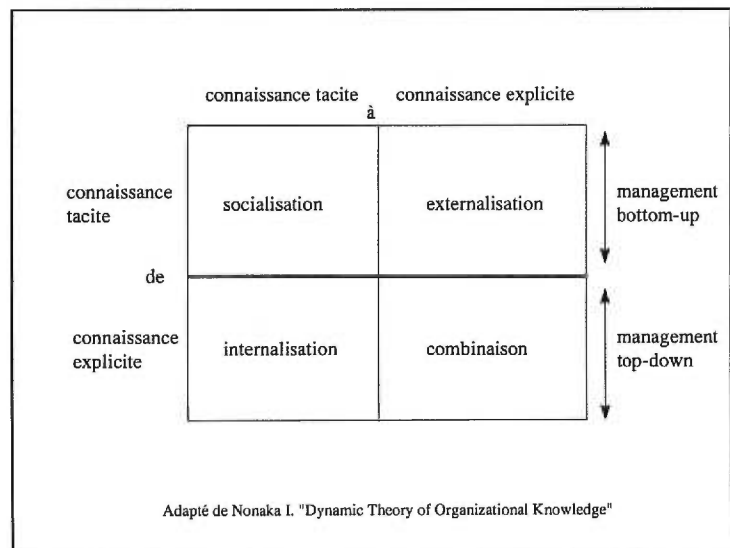 connaissance tacite connaissance explicite
à
connaissance
tacite
socialisation externalisation
management
bottom-up
de
connaissance
explicite
internalisation combinaison
management
top-down
Adapté de Nonaka I. "Dynamic Theory of Organizational Knowledge"